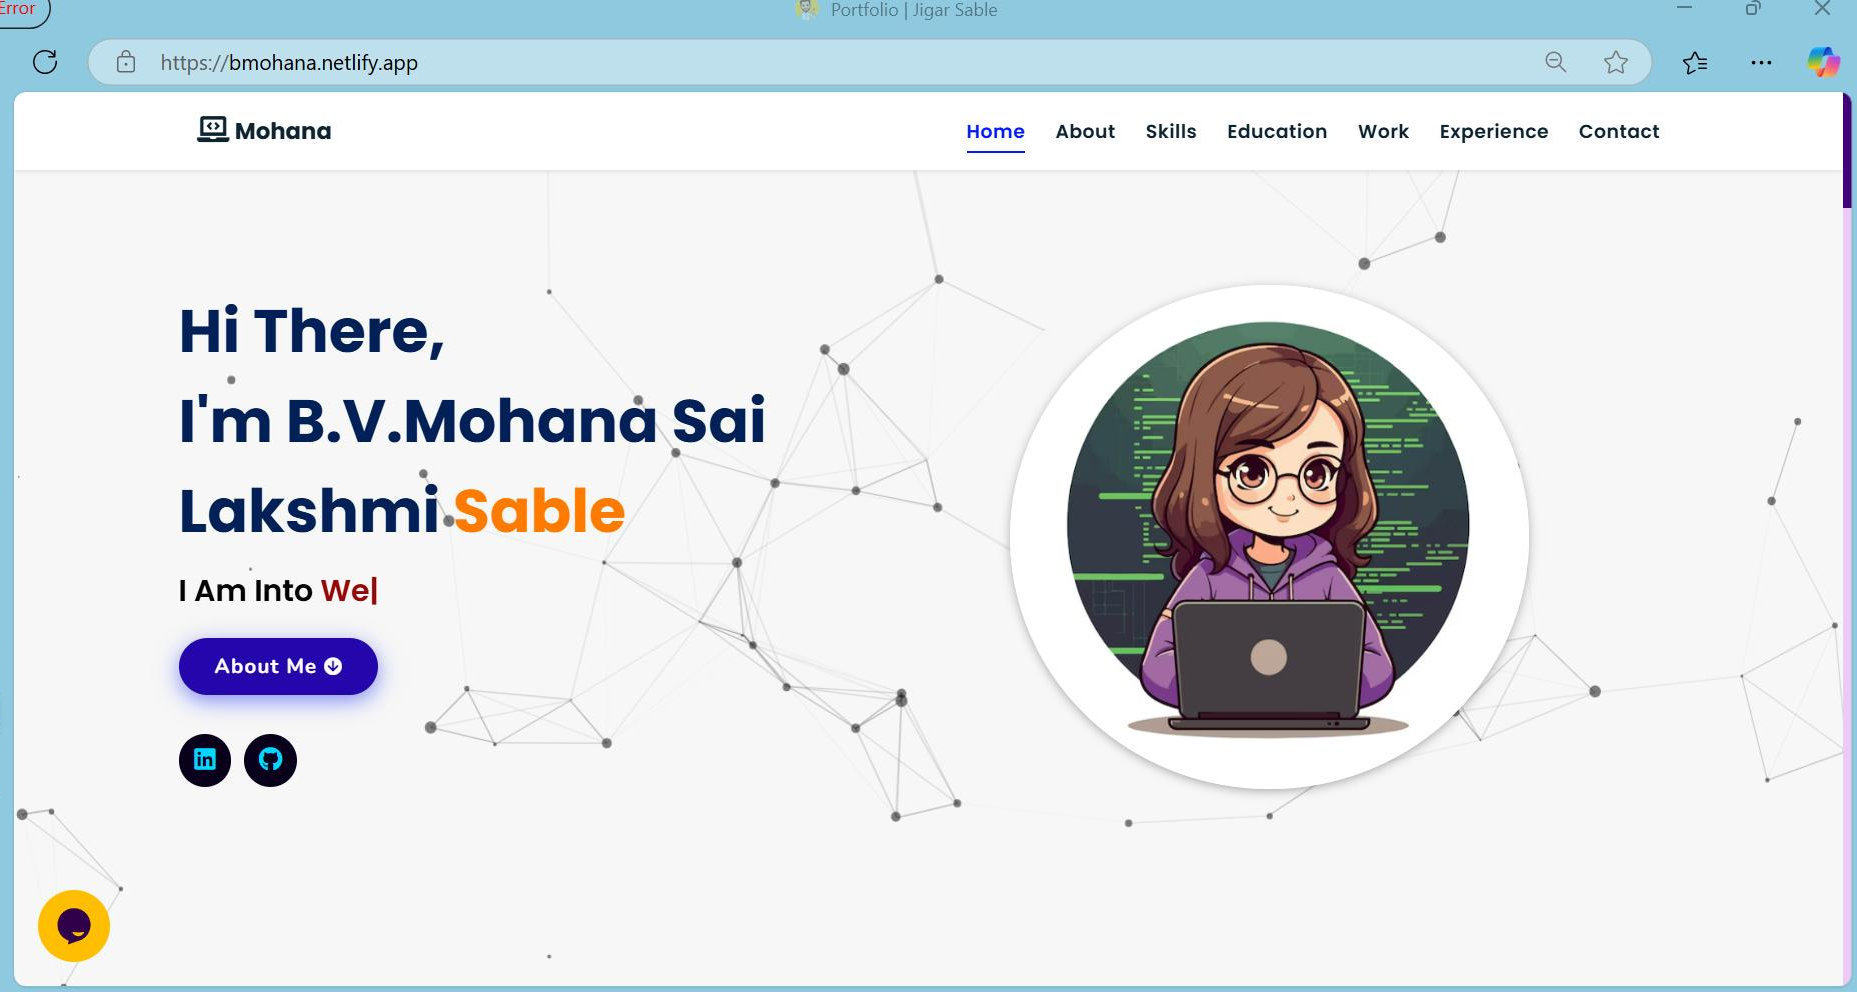 Error
Portfolio | Jigar Sable
https://bmohana.netlify.app
Mohana
Home About Skills Education Work Experience Contact
Hi There,
I'm B.V.Mohana Sai
Lakshmi Sable
I Am Into We|
About Me
in